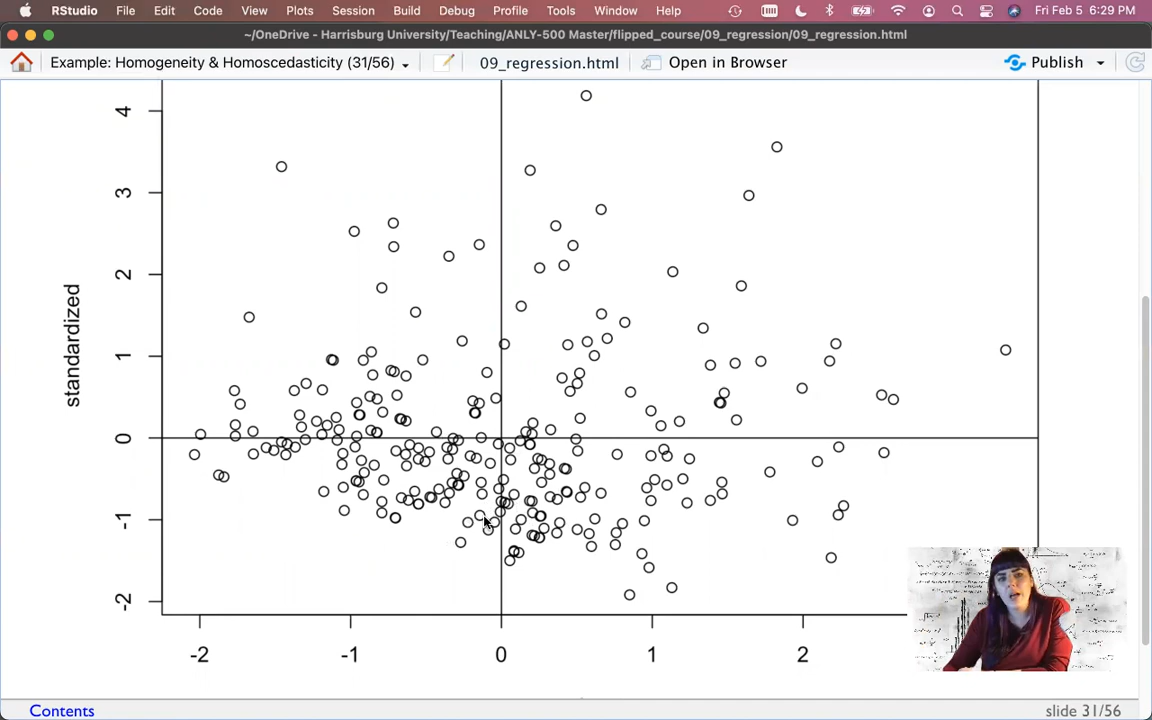 RStudio File Edit Code View Plots Session Build Debug Profile Tools Window Help Fri Feb 5 6:29 PM
~/OneDrive - Harrisburg University/Teaching/ANLY-500 Master/flipped_course/09_regression/09_regression.html
Example: Homogeneity & Homoscedasticity (31/56) 09_regression.html Open in Browser Publish
4
3
2
1
0
-1
-2
standardized
-2 -1 0 1 2
Contents slide 31/56